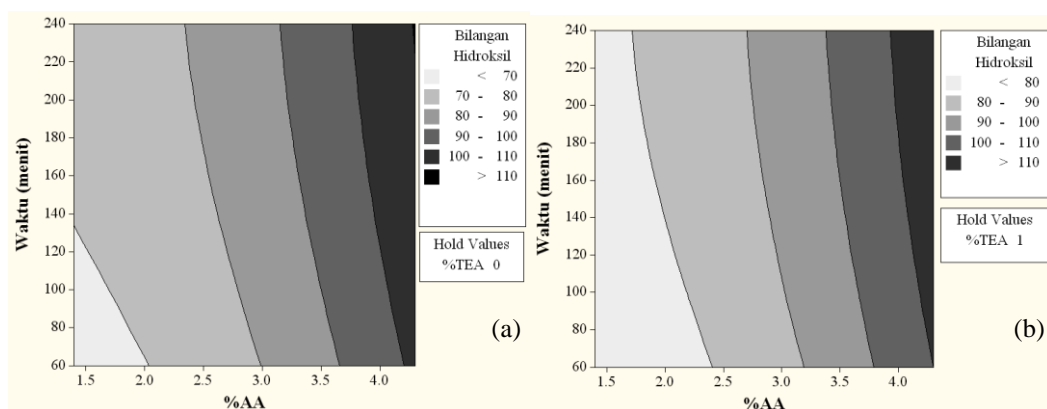 240
220
200
180
160
140
120
100
80
60
Waktu (menit)
1.5 2.0 2.5 3.0 3.5 4.0
%AA
Bilangan
Hidroksil
< 70
70 - 80
80 - 90
90 - 100
100 - 110
> 110
Hold Values
%TEA 0
(a)
240
220
200
180
160
140
120
100
80
60
Waktu (menit)
1.5 2.0 2.5 3.0 3.5 4.0
%AA
Bilangan
Hidroksil
< 80
80 - 90
90 - 100
100 - 110
> 110
Hold Values
%TEA 1
(b)